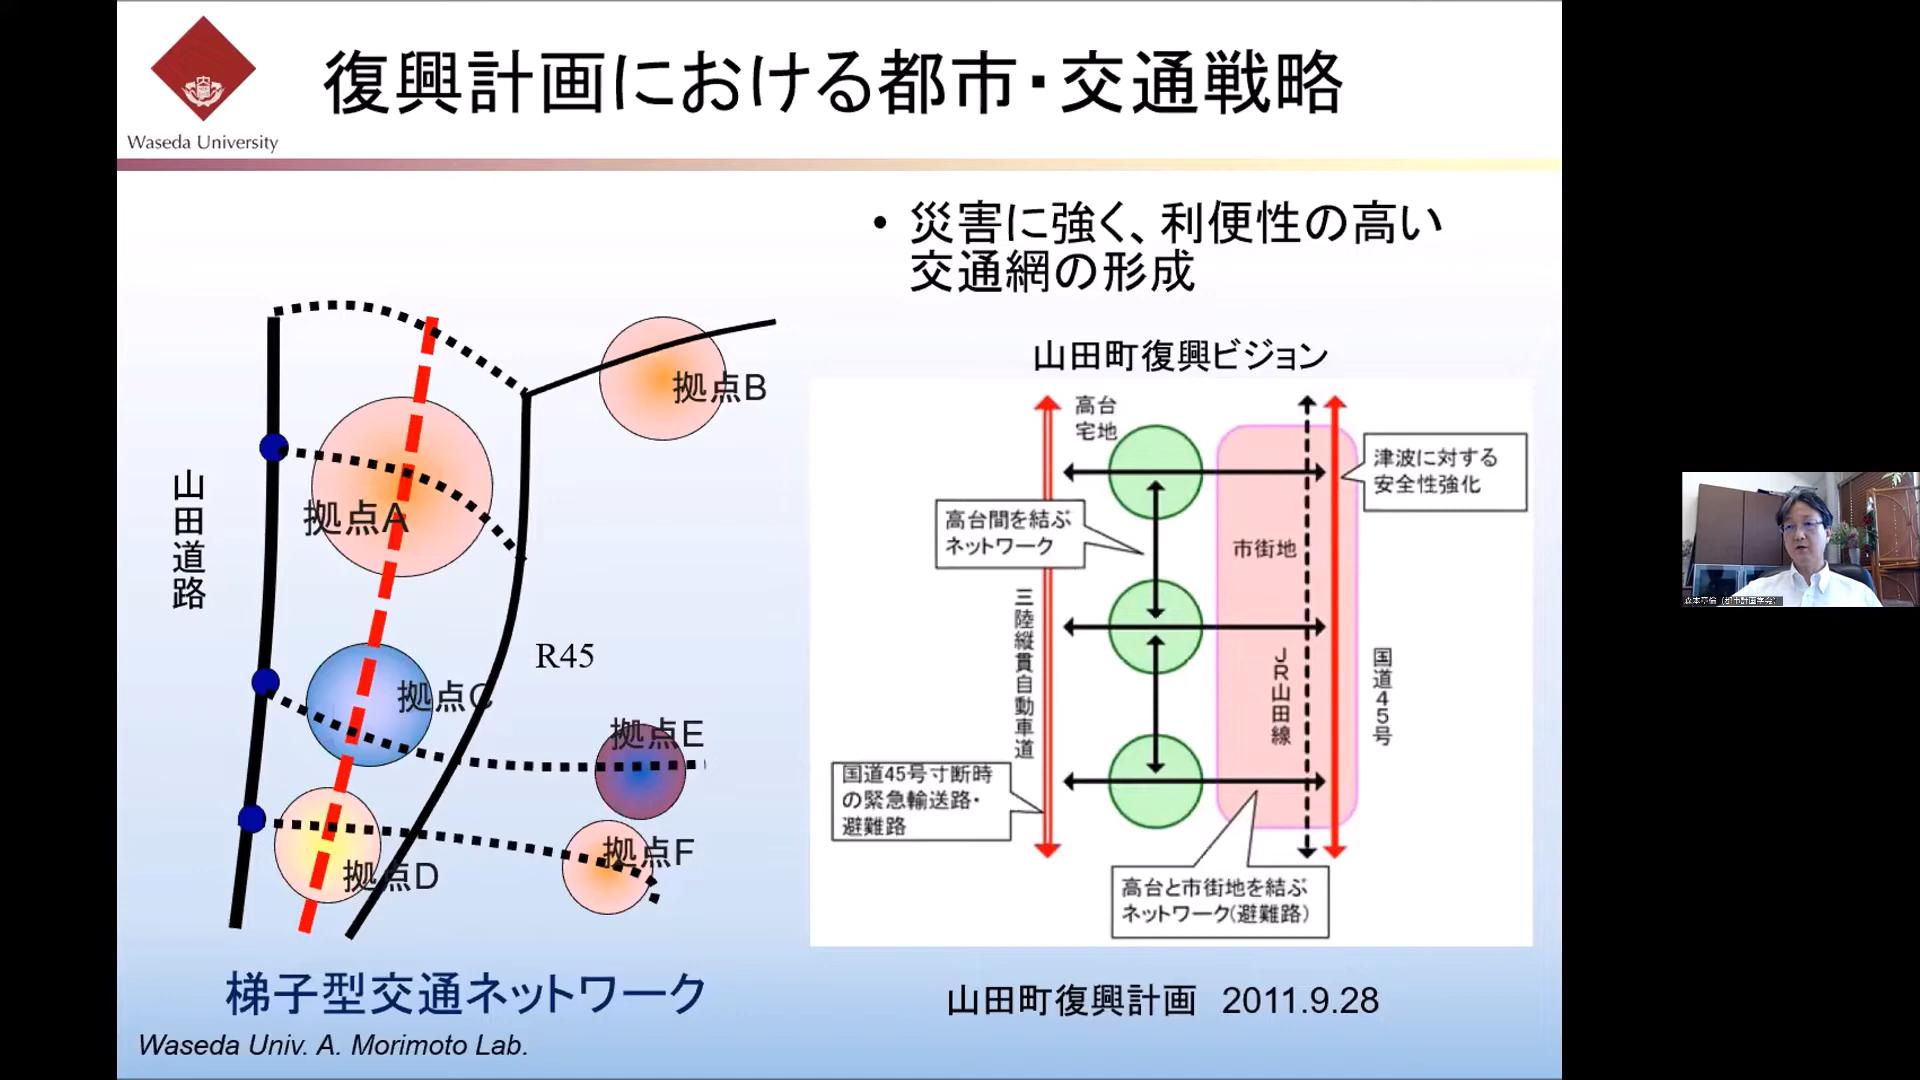 Waseda University
復興計画における都市・交通戦略
• 災害に強く、利便性の高い
交通網の形成
山田道路
拠点A
拠点B
拠点C
拠点D
拠点E
拠点F
R45
梯子型交通ネットワーク
Waseda Univ. A. Morimoto Lab.
山田町復興ビジョン
高台
宅地
津波に対する
安全性強化
高台間を結ぶ
ネットワーク
市街地
三陸縦貫自動車道
JR山田線
国道45号
国道45号寸断時
の緊急輸送路・
避難路
高台と市街地を結ぶ
ネットワーク(避難路)
山田町復興計画 2011.9.28